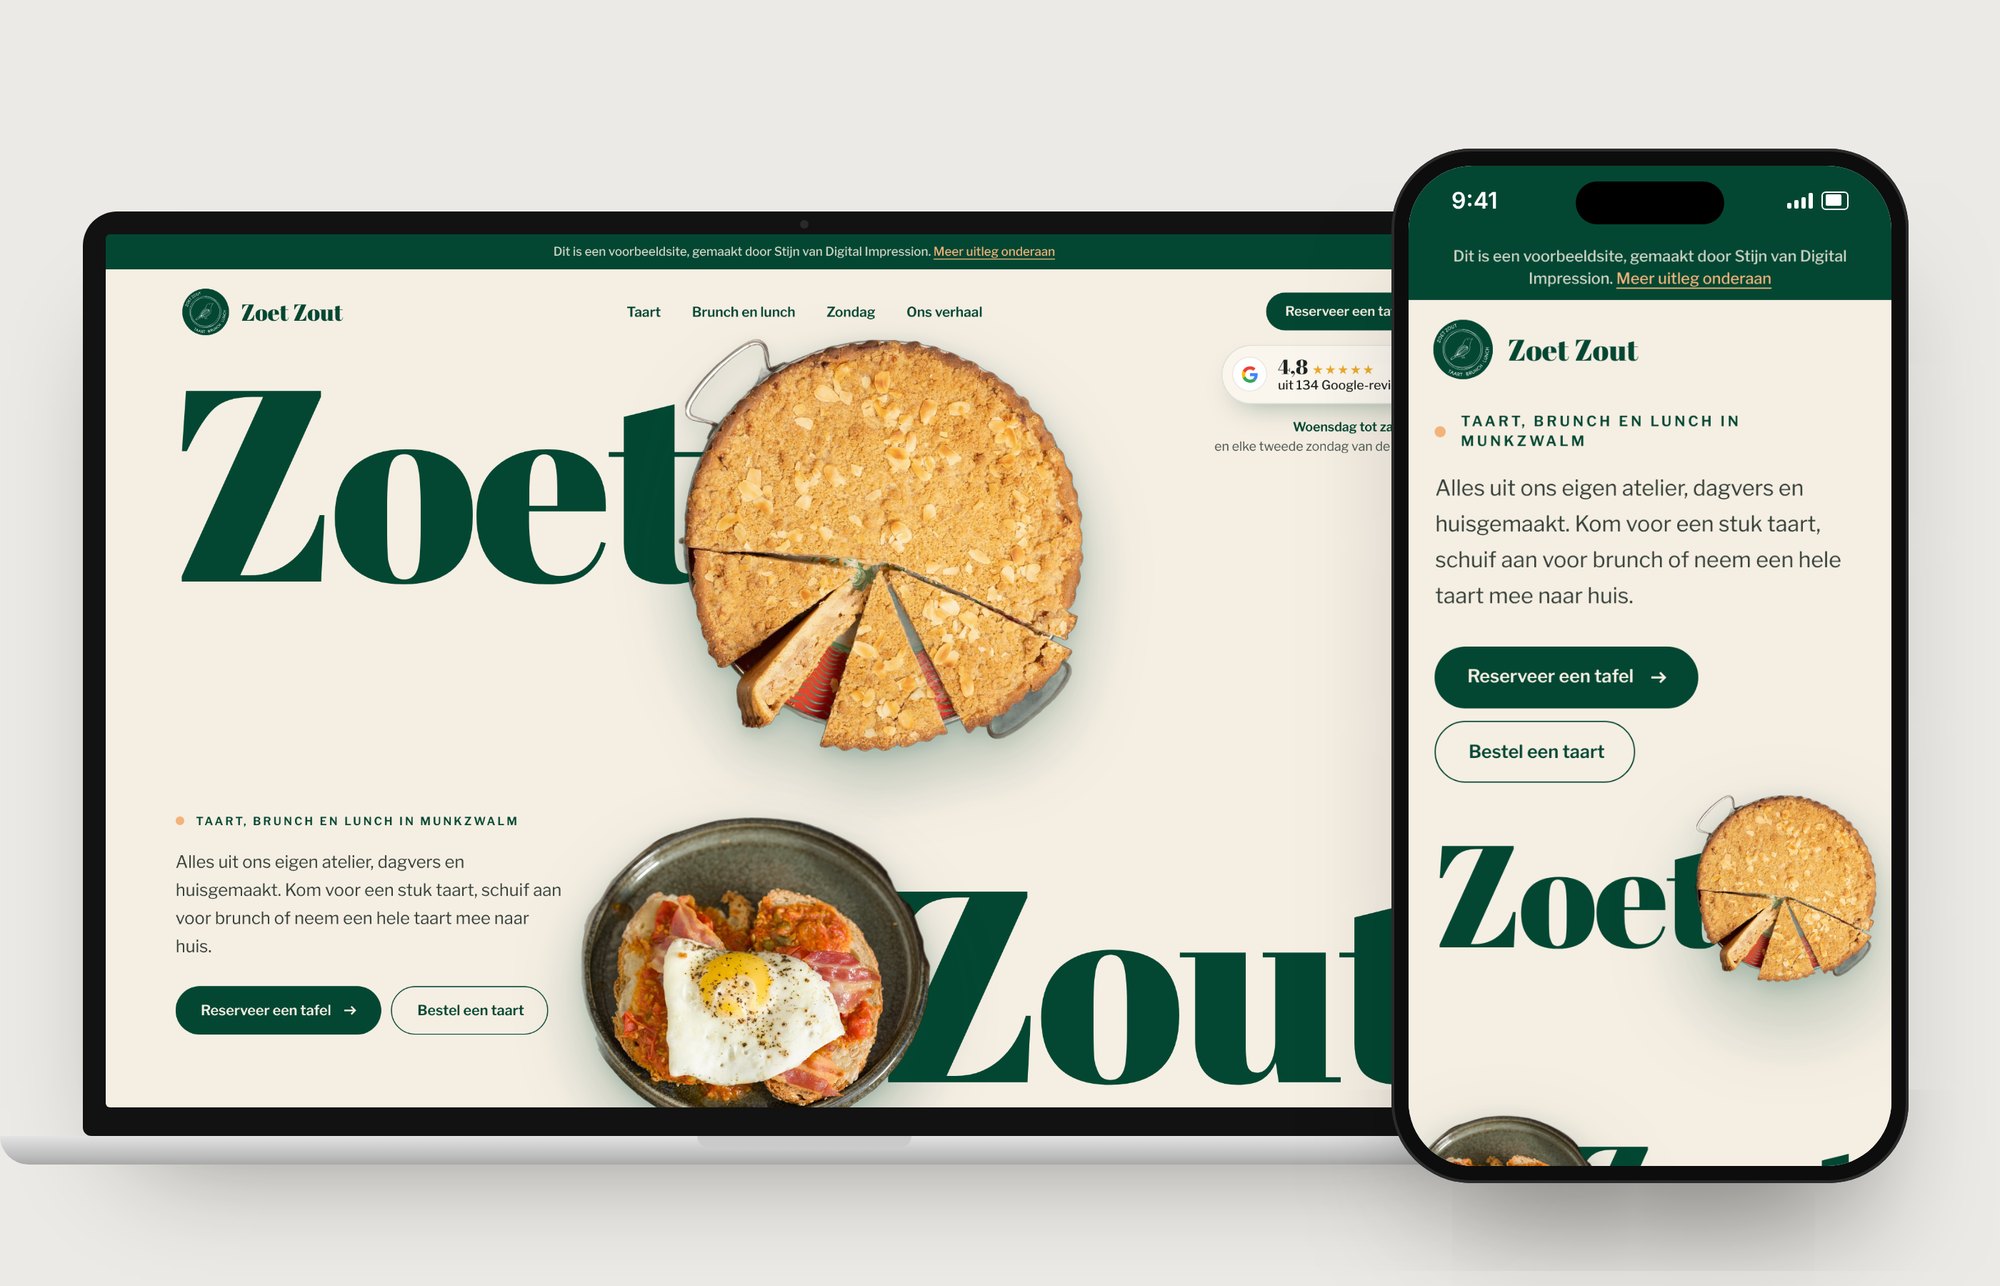 Dit is een voorbeeldsite, gemaakt door Stijn van Digital Impression. Meer uitleg onderaan
Zoet Zout
Taart Brunch en lunch Zondag Ons verhaal
Reserveer een ta
4,8 ★★★★★
uit 134 Google-revi
Woensdag tot za
en elke tweede zondag van de
Zoet
TAART, BRUNCH EN LUNCH IN MUNKZWALM
Alles uit ons eigen atelier, dagvers en
huisgemaakt. Kom voor een stuk taart, schuif aan
voor brunch of neem een hele taart mee naar
huis.
Reserveer een tafel → Bestel een taart
Zout
9:41
Dit is een voorbeeldsite, gemaakt door Stijn van Digital
Impression. Meer uitleg onderaan
ZOET ZOUT
TAART BRUNCH LUNCH
Zoet Zout
TAART, BRUNCH EN LUNCH IN
MUNKZWALM
Alles uit ons eigen atelier, dagvers en
huisgemaakt. Kom voor een stuk taart,
schuif aan voor brunch of neem een hele
taart mee naar huis.
Reserveer een tafel →
Bestel een taart
Zoet